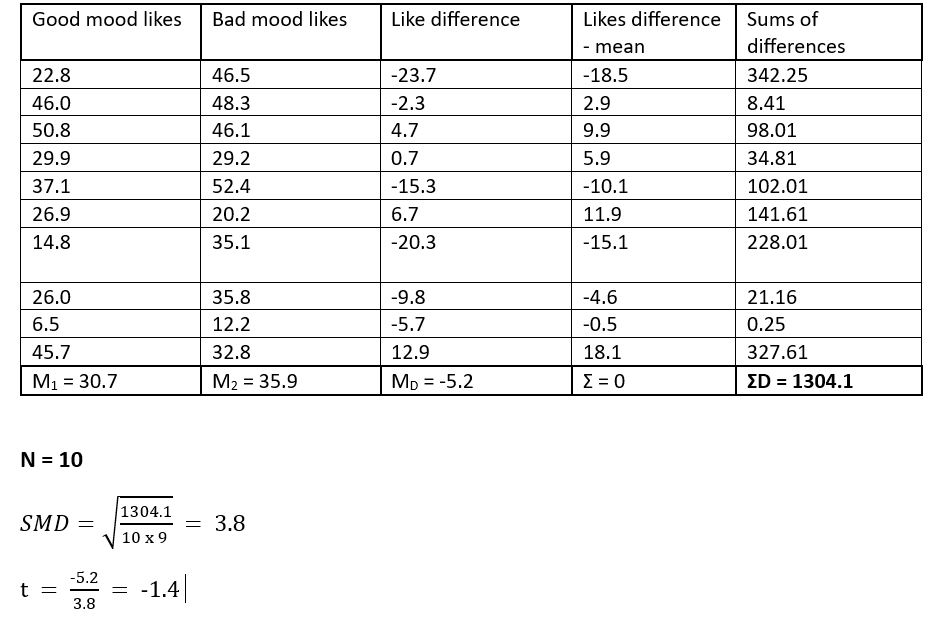 Good mood likes Bad mood likes Like difference Likes difference Sums of
- mean differences
22.8 46.5 -23.7 -18.5 342.25
46.0 48.3 -2.3 2.9 8.41
50.8 46.1 4.7 9.9 98.01
29.9 29.2 0.7 5.9 34.81
37.1 52.4 -15.3 -10.1 102.01
26.9 20.2 6.7 11.9 141.61
14.8 35.1 -20.3 -15.1 228.01
26.0 35.8 -9.8 -4.6 21.16
6.5 12.2 -5.7 -0.5 0.25
45.7 32.8 12.9 18.1 327.61
M₁ = 30.7 M₂ = 35.9 M_D = -5.2 Σ = 0 ΣD = 1304.1
N = 10
SMD = √(1304.1 / 10 x 9) = 3.8
t = -5.2 / 3.8 = -1.4